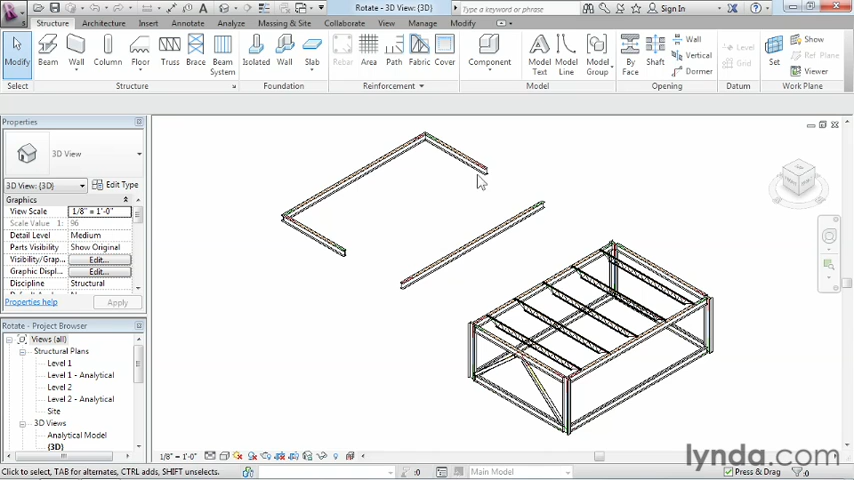 Rotate - 3D View: {3D}
Type a keyword or phrase
Sign In
Structure Architecture Insert Annotate Analyze Massing & Site Collaborate View Manage Modify
Modify Beam Wall Column Floor Truss Brace Beam System Isolated Wall Slab Rebar Area Path Fabric Cover Component Model Text Model Line Model Group By Face Shaft Wall Vertical Dormer Level Grid Set Show Ref Plane Viewer
Select Structure Foundation Reinforcement Model Opening Datum Work Plane
Properties
3D View
3D View: {3D} Edit Type
Graphics
View Scale 1/8" = 1'-0"
Scale Value 1: 96
Detail Level Medium
Parts Visibility Show Original
Visibility/Grap... Edit...
Graphic Displ... Edit...
Discipline Structural
Properties help Apply
Rotate - Project Browser
Views (all)
Structural Plans
Level 1
Level 1 - Analytical
Level 2
Level 2 - Analytical
Site
3D Views
Analytical Model
{3D}
1/8" = 1'-0"
Click to select, TAB for alternates, CTRL adds, SHIFT unselects.
:0
Main Model
Press & Drag
:0
lynda.com